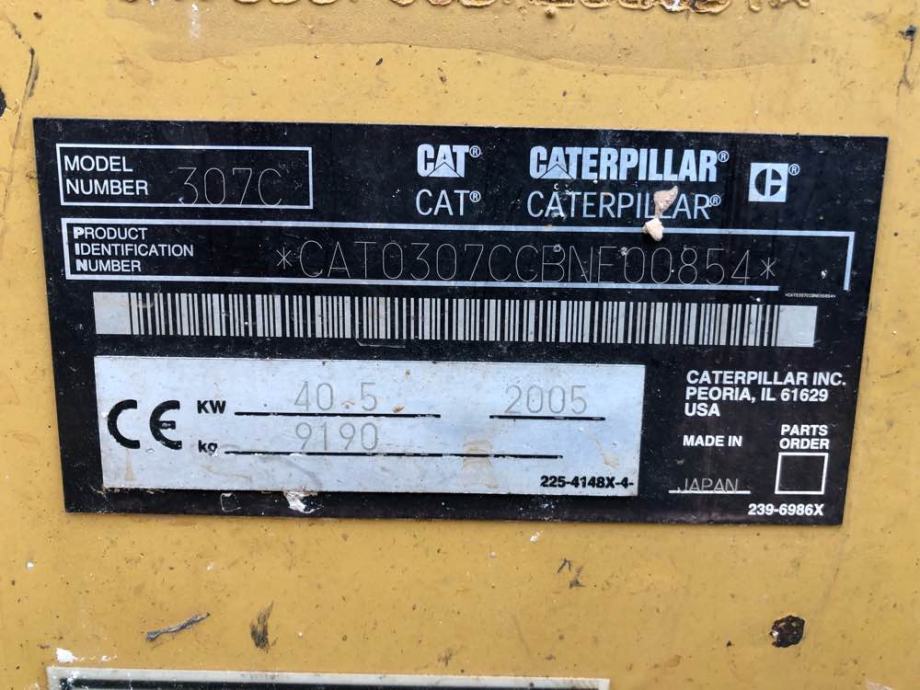 MODEL
NUMBER 307C
CAT® CATERPILLAR® C®
CAT® CATERPILLAR®
PRODUCT
IDENTIFICATION
NUMBER
*CAT0307CCBNF00854*
*CAT0307CCBNF00854*
CE KW 40.5 2005
kg 9190
225-4148X-4-
CATERPILLAR INC.
PEORIA, IL 61629
USA
MADE IN JAPAN
PARTS
ORDER
239-6986X